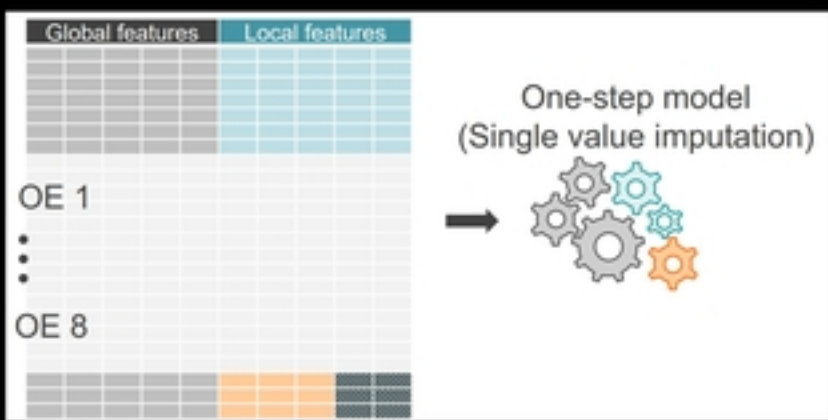 Global features Local features
One-step model
(Single value imputation)
OE 1
OE 8